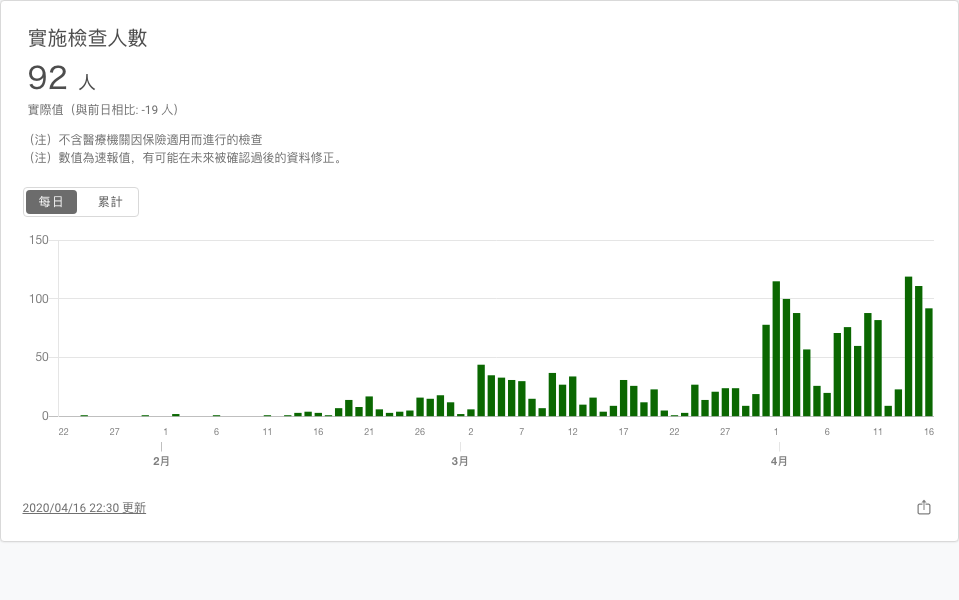 實施檢查人數
92 人
實際值（與前日相比: -19 人）
（注）不含醫療機關因保險適用而進行的檢查
（注）數值為速報值，有可能在未來被確認過後的資料修正。
每日 累計
150
100
50
0
22 27 1 6 11 16 21 26 2 7 12 17 22 27 1 6 11 16
2月 3月 4月
2020/04/16 22:30 更新